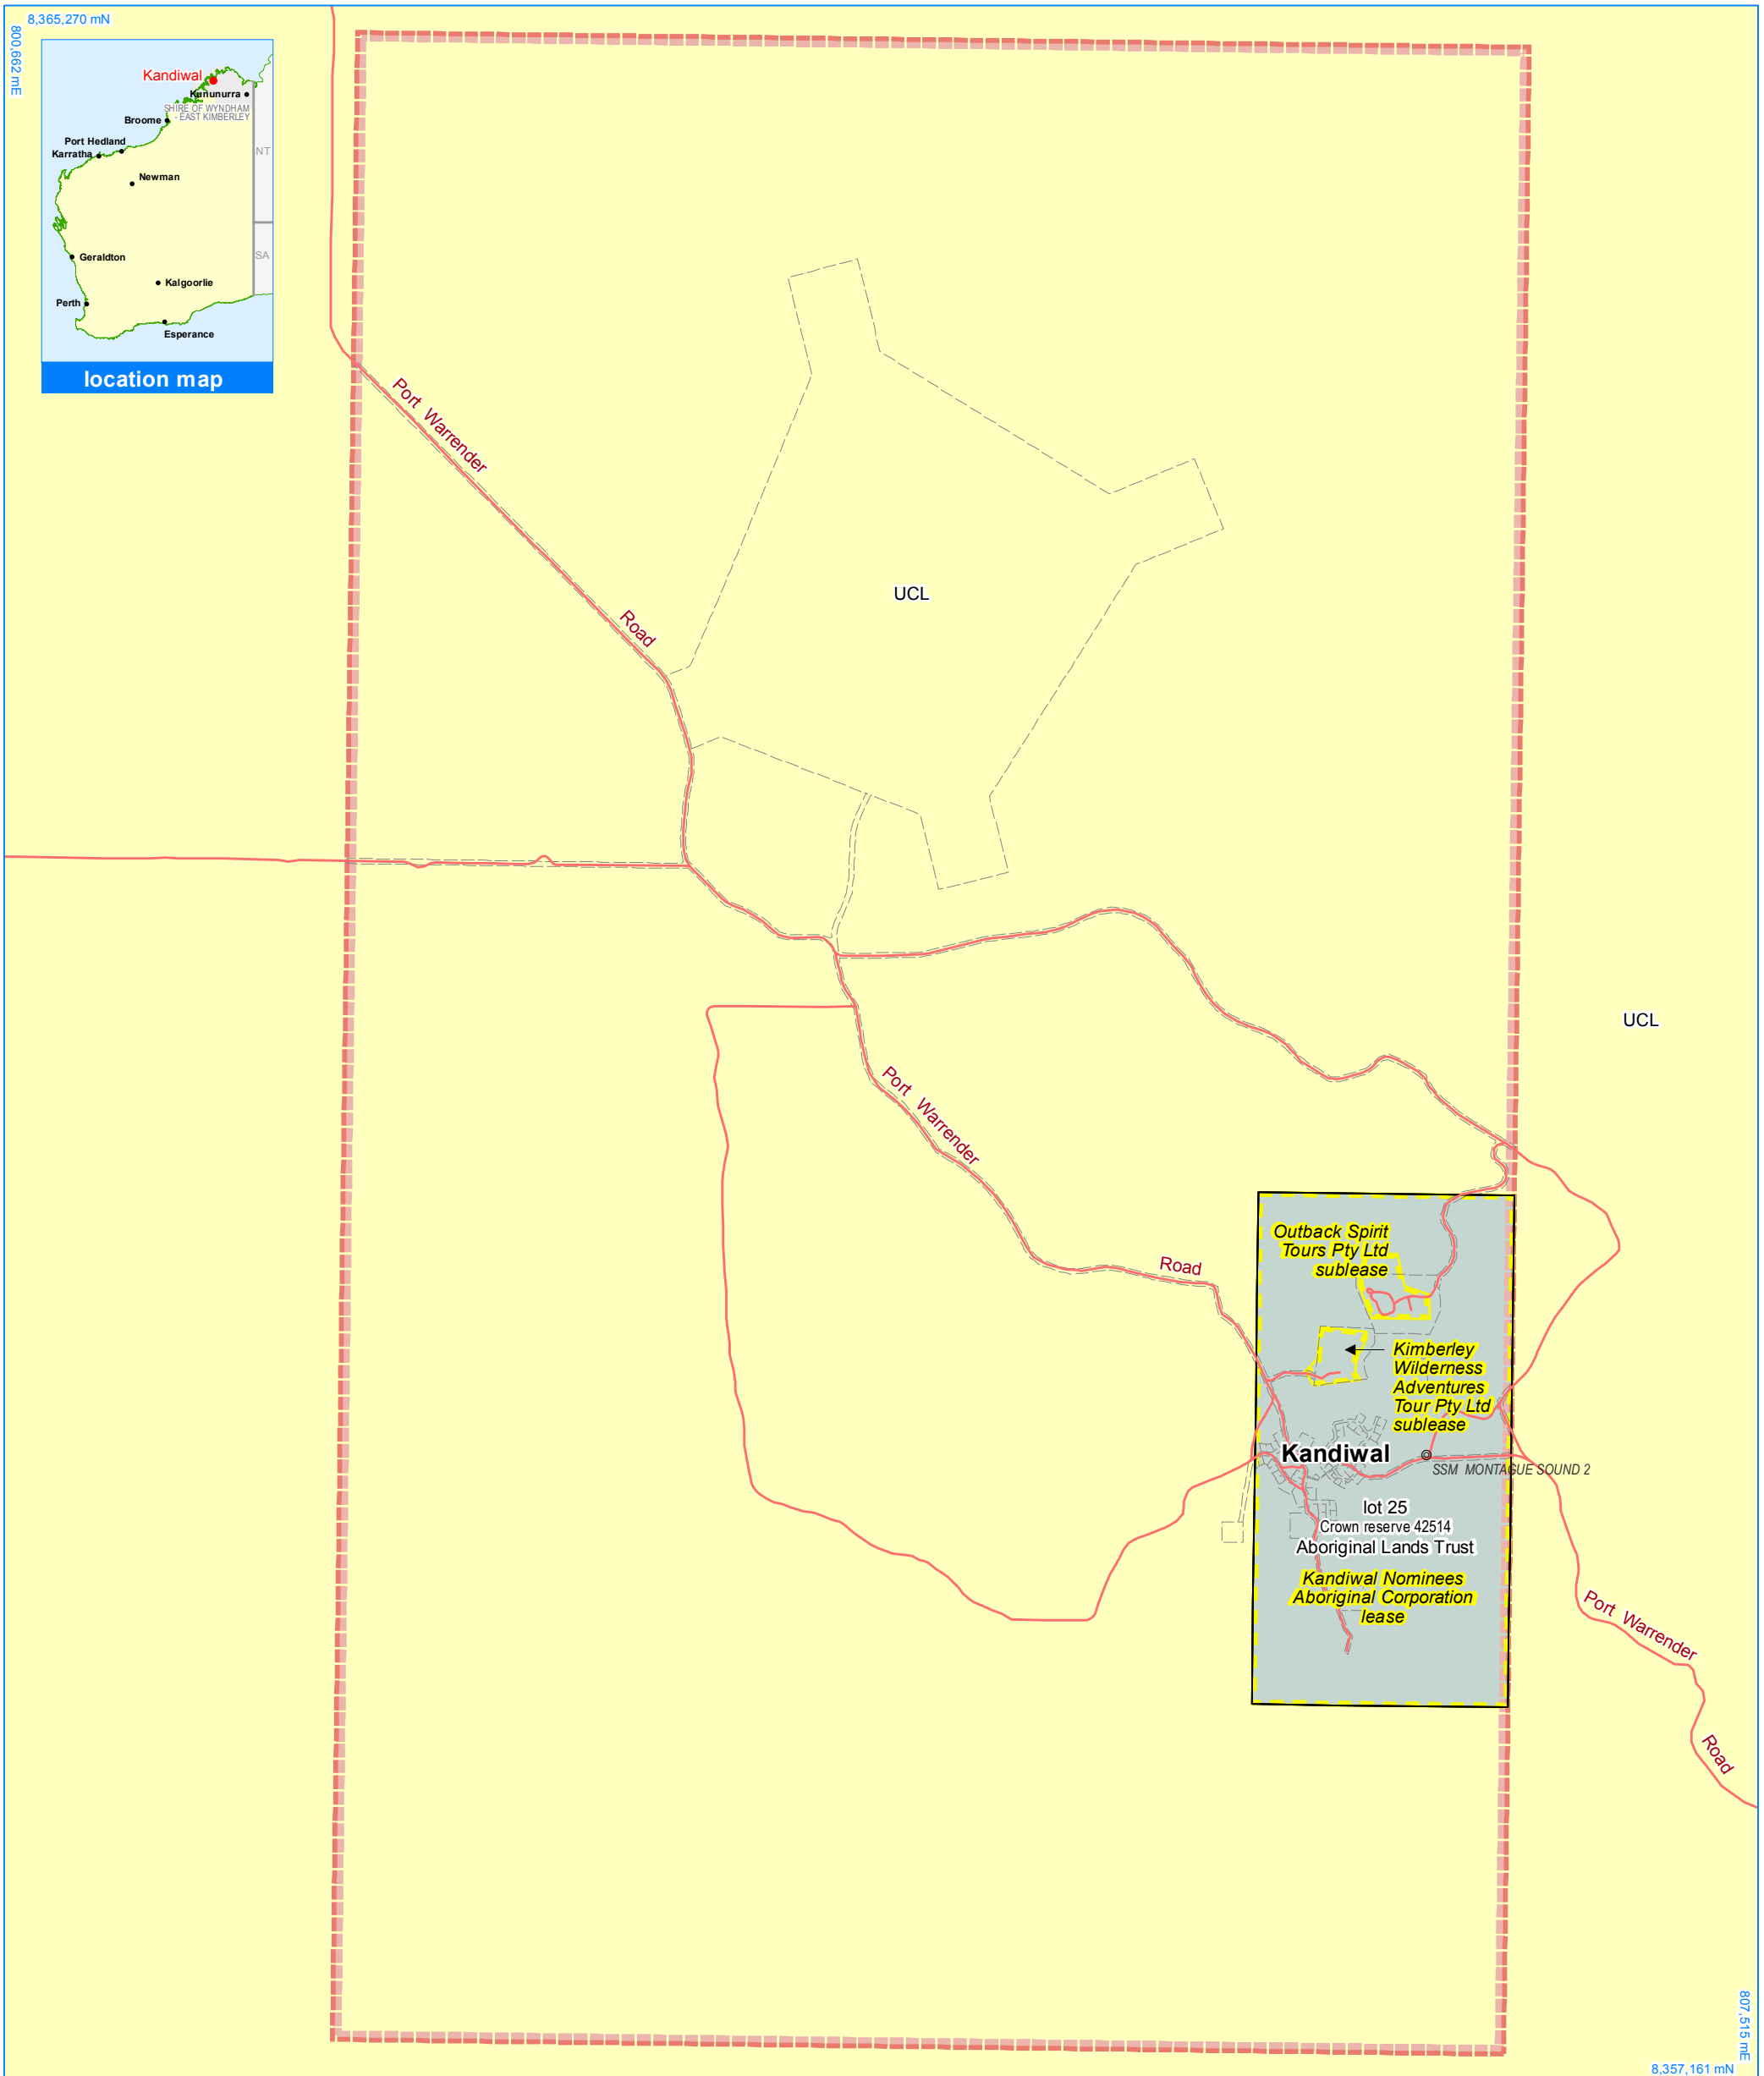 8,365,270 mN
800,662 mE
Kandiwal
Kununurra
SHIRE OF WYNDHAM
- EAST KIMBERLEY
Broome
Port Hedland
Karratha
NT
Newman
SA
Geraldton
Kalgoorlie
Perth
Esperance
location map
Port Warrender
Road
UCL
UCL
Port Warrender
Road
Outback Spirit
Tours Pty Ltd
sublease
Kimberley
Wilderness
Adventures
Tour Pty Ltd
sublease
Kandiwal
SSM MONTAGUE SOUND 2
lot 25
Crown reserve 42514
Aboriginal Lands Trust
Kandiwal Nominees
Aboriginal Corporation
lease
Port Warrender
Road
807,515 mE
8,357,161 mN